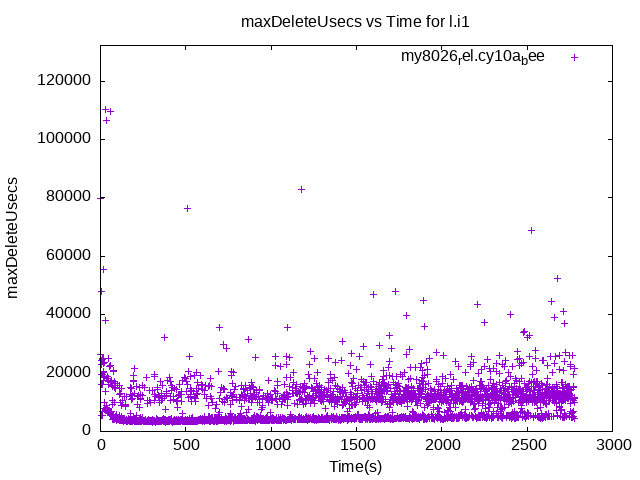 maxDeleteUsecs vs Time for l.i1
my8026rel.cy10abee
maxDeleteUsecs
120000
100000
80000
60000
40000
20000
0
0 500 1000 1500 2000 2500 3000
Time(s)